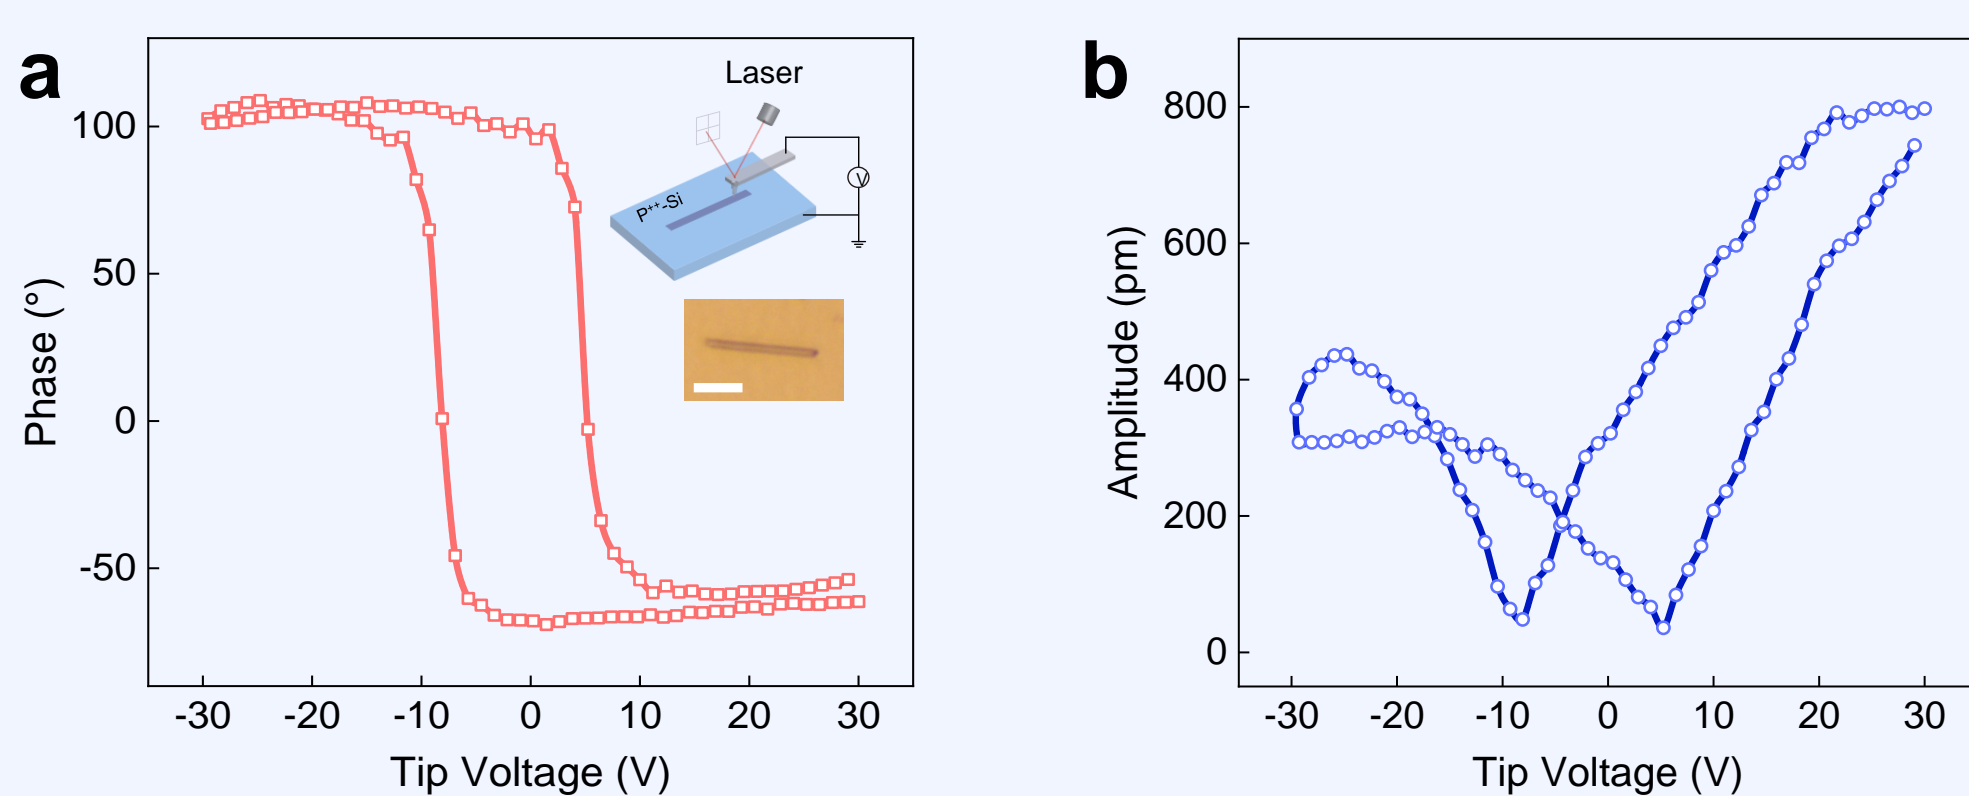 a
Laser
P++-Si
V
100
50
0
-50
Phase (°)
-30 -20 -10 0 10 20 30
Tip Voltage (V)
b
800
600
400
200
0
Amplitude (pm)
-30 -20 -10 0 10 20 30
Tip Voltage (V)